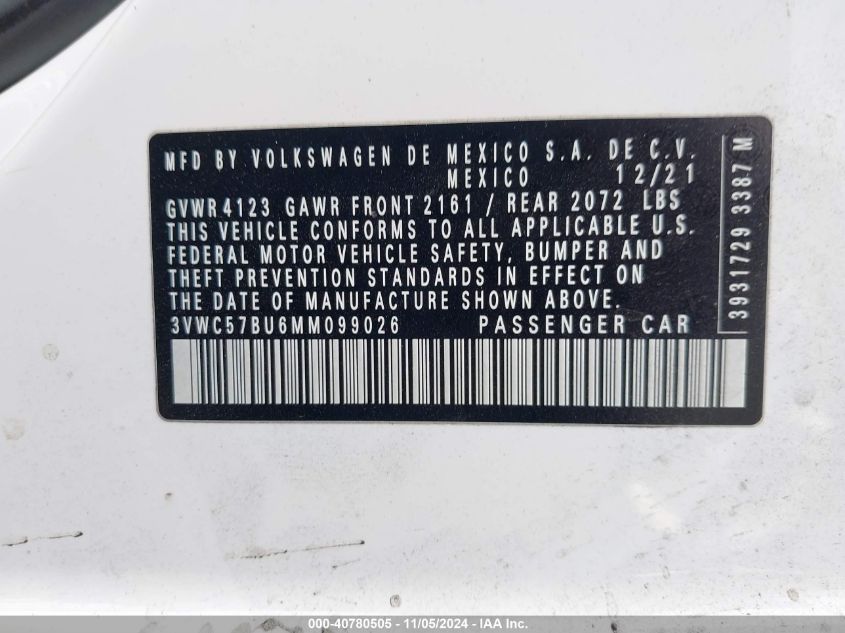 MFD BY VOLKSWAGEN DE MEXICO S.A. DE C.V.
MEXICO 12/21
GVWR 4123 GAWR FRONT 2161 / REAR 2072 LBS
THIS VEHICLE CONFORMS TO ALL APPLICABLE U.S.
FEDERAL MOTOR VEHICLE SAFETY, BUMPER AND
THEFT PREVENTION STANDARDS IN EFFECT ON
THE DATE OF MANUFACTURE SHOWN ABOVE.
3VWC57BU6MM099026 PASSENGER CAR
3931729 3387 M
000-40780505 - 11/05/2024 - IAA Inc.